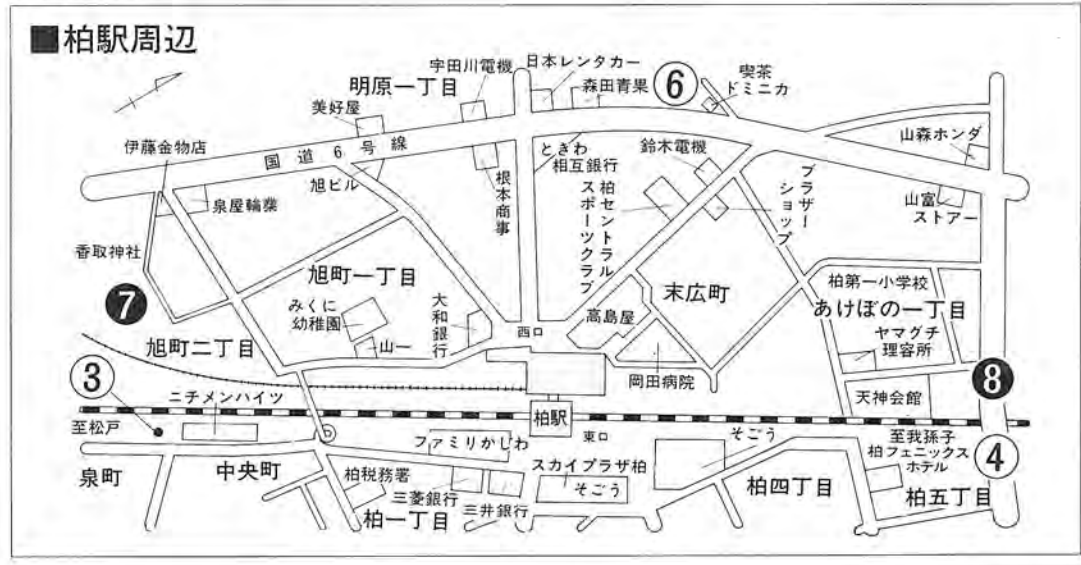 ■柏駅周辺
宇田川電機
日本レンタカー
明原一丁目
森田青果
⑥
喫茶
ドミニカ
美好屋
伊藤金物店
国道6号線
ときわ
相互銀行
鈴木電機
山森ホンダ
旭ビル
根本商事
泉屋輪業
柏セントラル
スポーツクラブ
ブラザー
ショップ
山富
ストアー
香取神社
旭町一丁目
末広町
柏第一小学校
あけぼの一丁目
❼
みくに
幼稚園
大和銀行
高島屋
西口
山一
ヤマグチ
理容所
旭町二丁目
岡田病院
③
❽
ニチメンハイツ
天神会館
至松戸
柏駅
東口
そごう
至我孫子
ファミリかしわ
柏フェニックス
ホテル
④
泉町
中央町
柏税務署
スカイプラザ柏
そごう
柏四丁目
柏五丁目
三菱銀行
三井銀行
柏一丁目